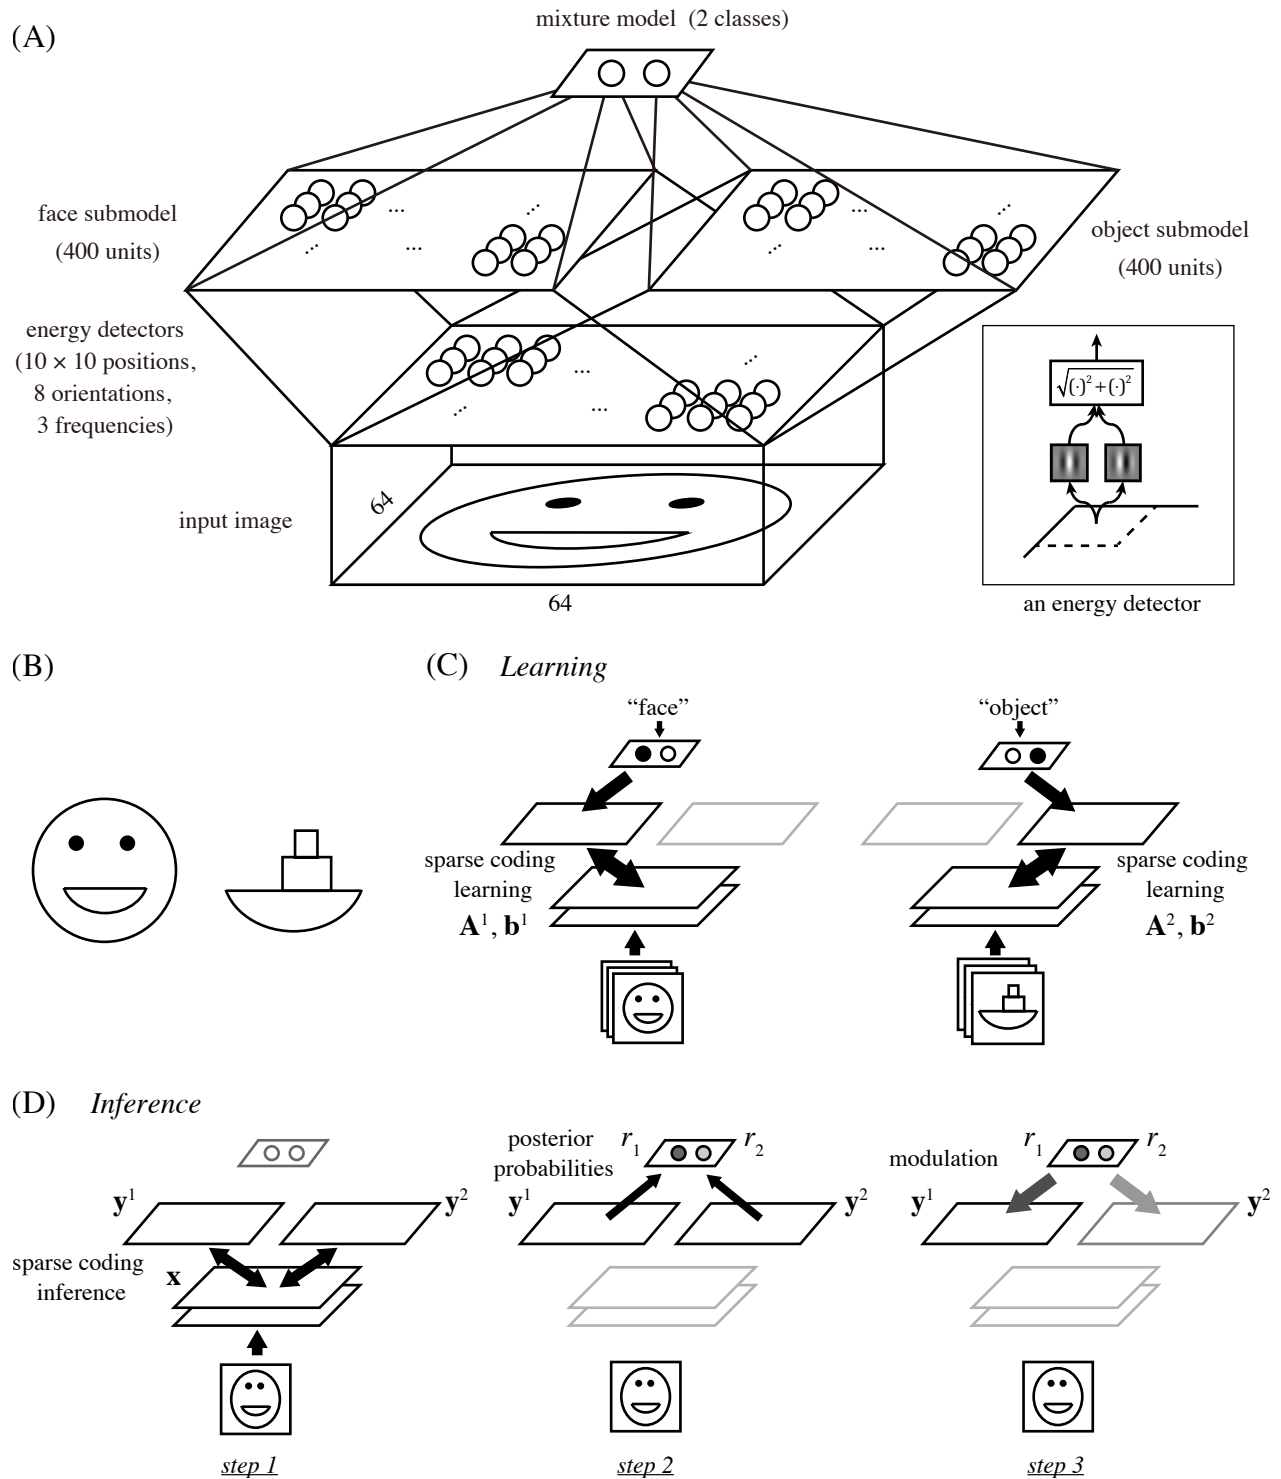 (A)
mixture model (2 classes)
face submodel
(400 units)
...
...
...
...
...
...
...
...
object submodel
(400 units)
energy detectors
(10 × 10 positions,
8 orientations,
3 frequencies)
...
...
...
...
√(·)² + (·)²
input image
64
64
an energy detector
(B)
(C) Learning
“face”
“object”
sparse coding
learning
A¹, b¹
sparse coding
learning
A², b²
(D) Inference
y¹
y²
sparse coding
inference
x
step 1
posterior
probabilities
r₁
r₂
y¹
y²
step 2
modulation
r₁
r₂
y¹
y²
step 3